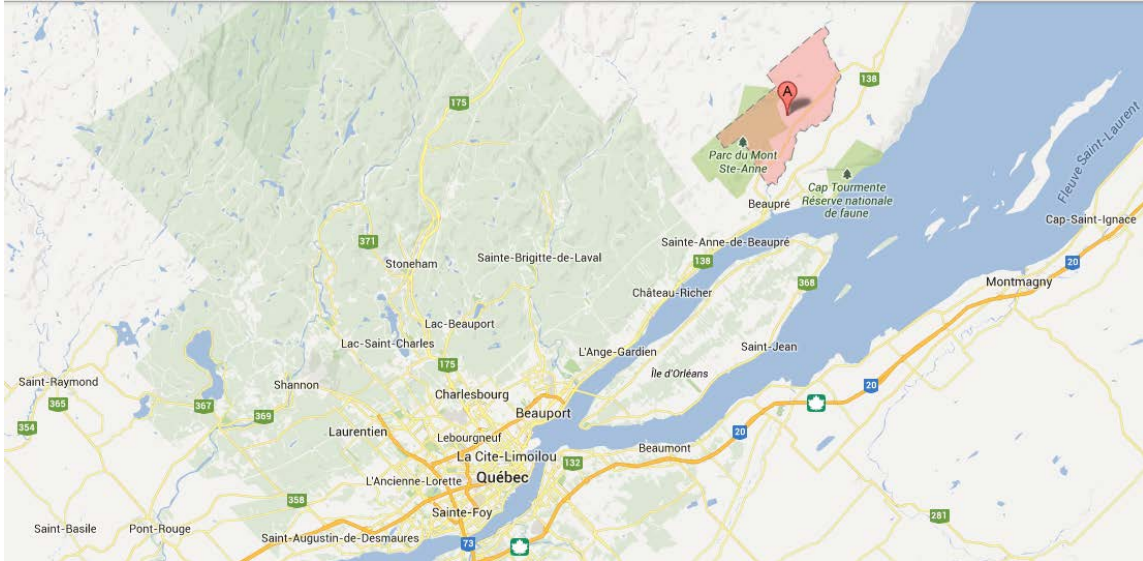 138
A
175
Parc du Mont
Ste-Anne
Cap Tourmente
Réserve nationale
de faune
Beaupré
Fleuve Saint-Laurent
Cap-Saint-Ignace
371
Stoneham
Sainte-Brigitte-de-Laval
Sainte-Anne-de-Beaupré
138
20
368
Montmagny
Château-Richer
Lac-Beauport
Lac-Saint-Charles
175
L'Ange-Gardien
Saint-Jean
Île d'Orléans
Saint-Raymond
365
354
367
369
Shannon
Charlesbourg
20
Beauport
Laurentien
Lebourgneuf
20
Beaumont
La Cite-Limoilou
132
L'Ancienne-Lorette
Québec
358
Sainte-Foy
281
Saint-Basile
Pont-Rouge
Saint-Augustin-de-Desmaures
73